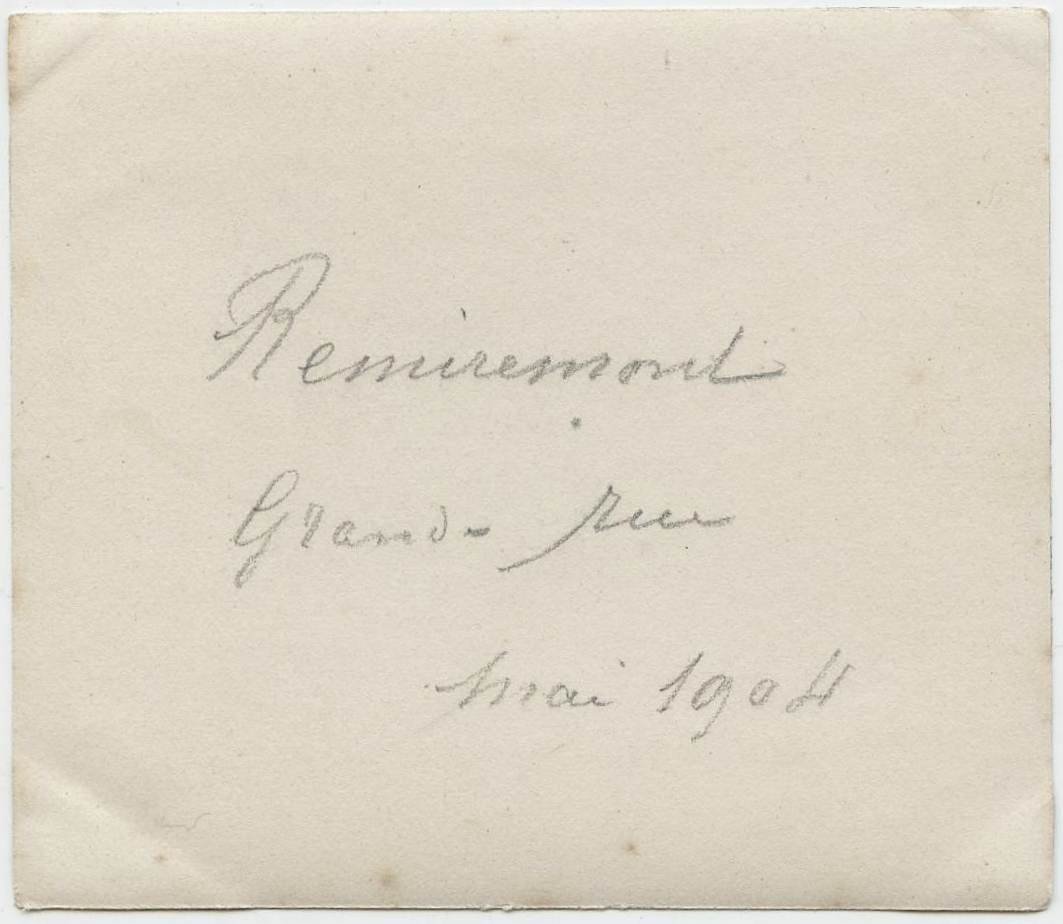 Remiremont
Grand-rue
mai 1904